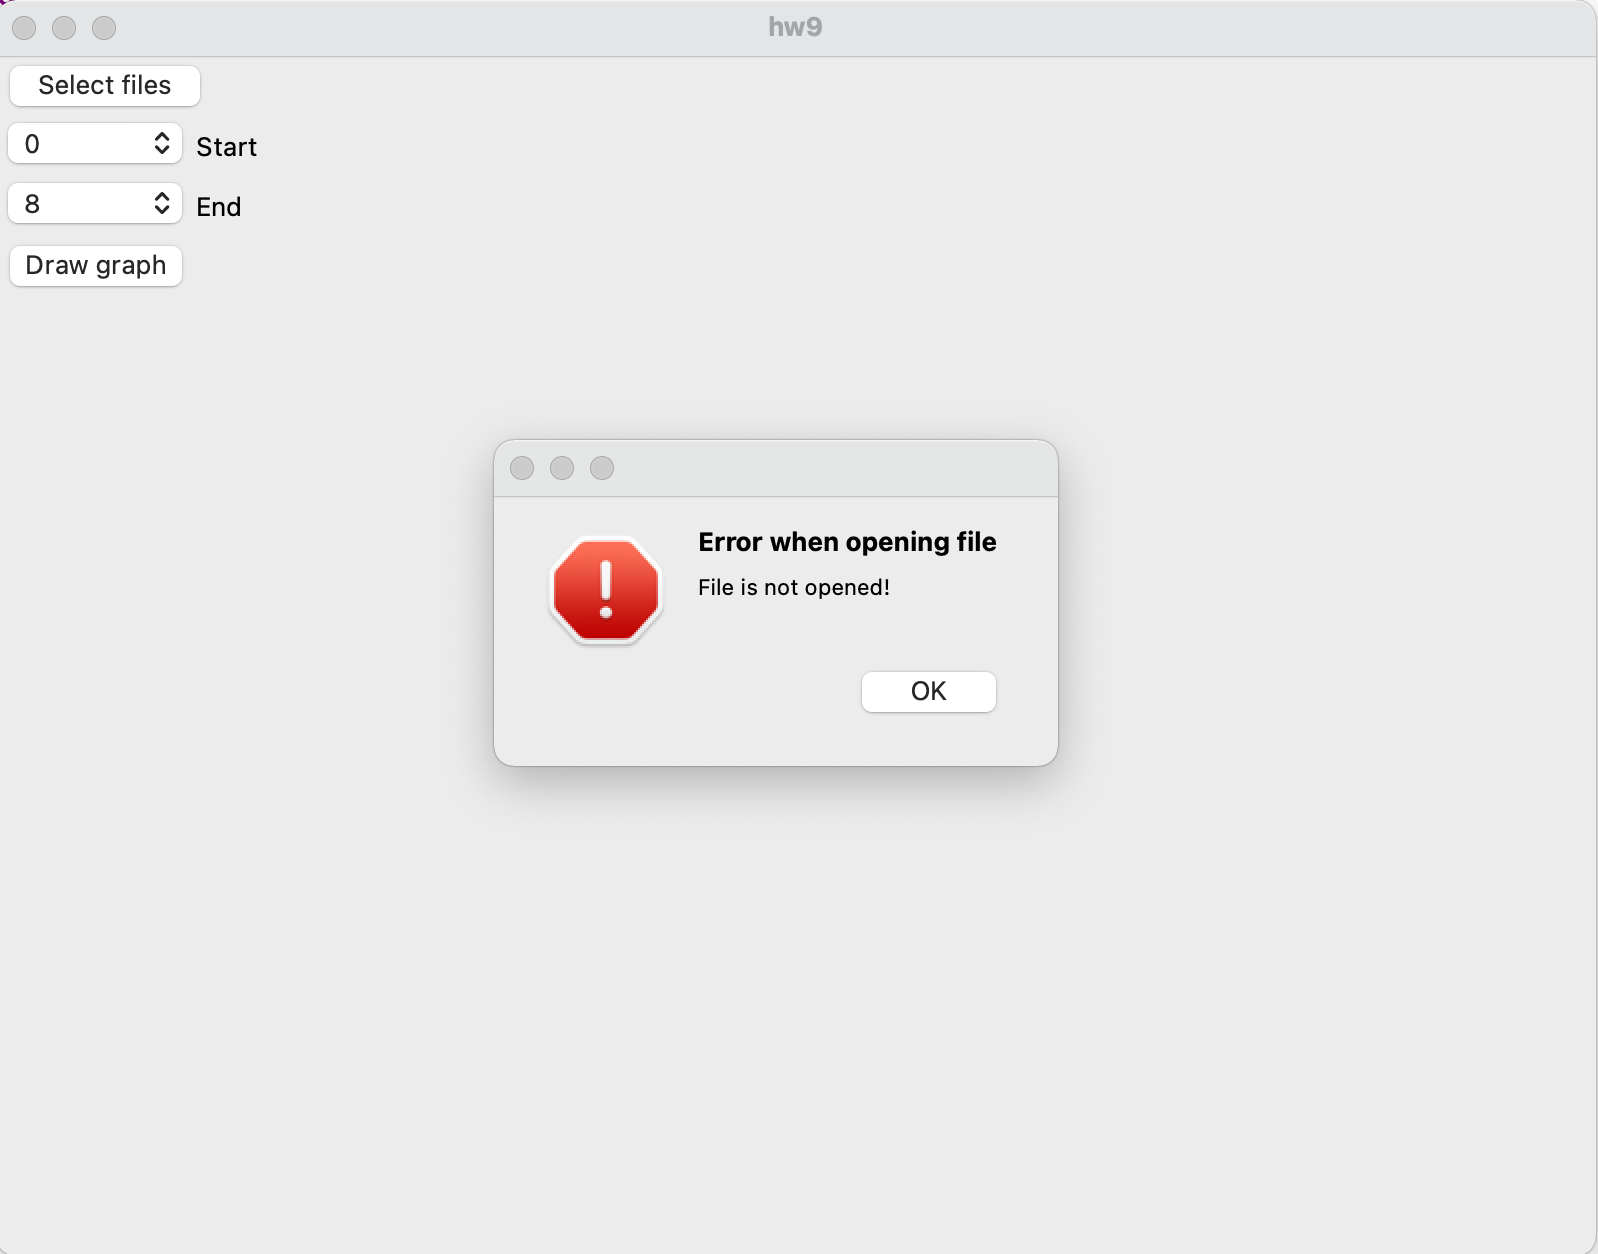 hw9
Select files
0 Start
8 End
Draw graph
Error when opening file
File is not opened!
OK